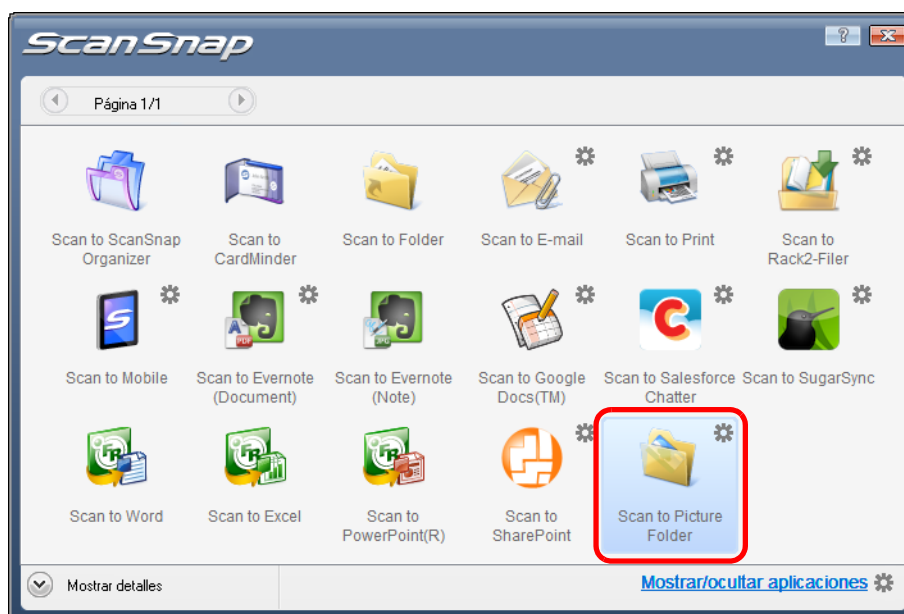 ScanSnap
?
Página 1/1
Scan to ScanSnap
Organizer
Scan to
CardMinder
Scan to Folder
Scan to E-mail
Scan to Print
Scan to
Rack2-Filer
Scan to Mobile
Scan to Evernote
(Document)
Scan to Evernote
(Note)
Scan to Google
Docs(TM)
Scan to Salesforce
Chatter
Scan to SugarSync
Scan to Word
Scan to Excel
Scan to
PowerPoint(R)
Scan to
SharePoint
Scan to Picture
Folder
Mostrar detalles
Mostrar/ocultar aplicaciones